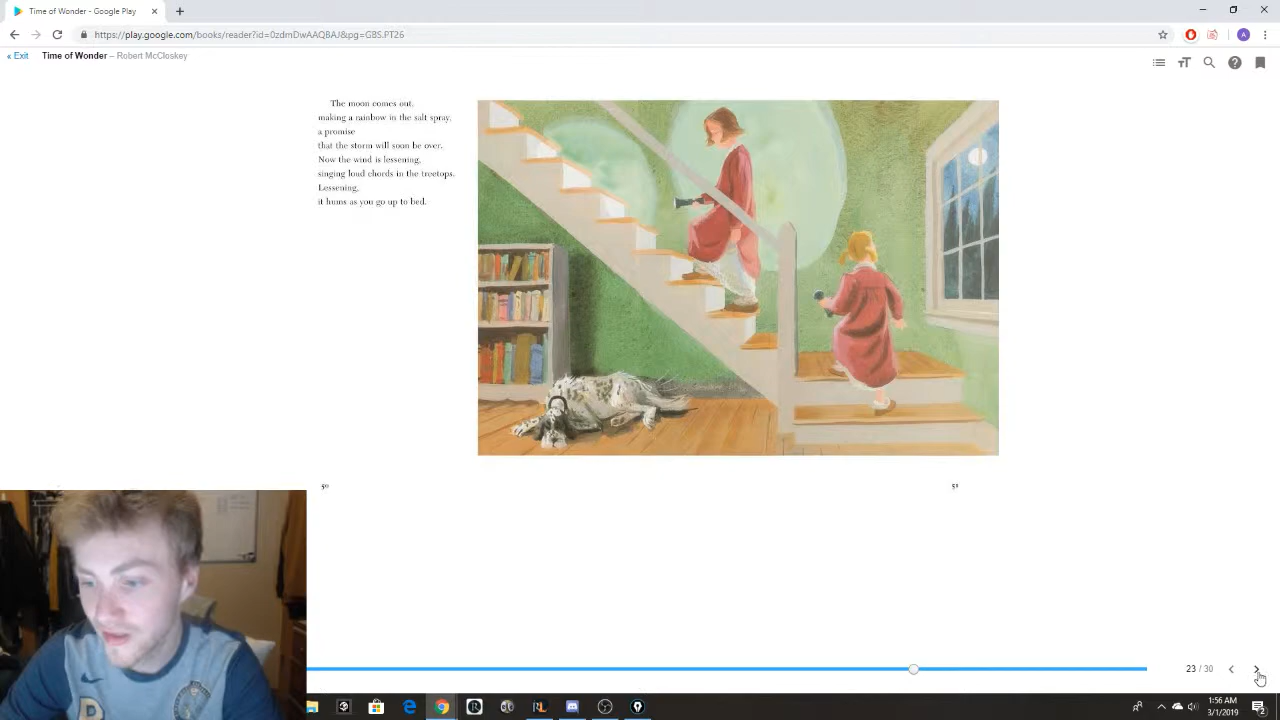 Time of Wonder - Google Play
https://play.google.com/books/reader?id=0zdmDwAAQBAJ&pg=GBS.PT26
A
« Exit Time of Wonder – Robert McCloskey
The moon comes out,
making a rainbow in the salt spray,
a promise
that the storm will soon be over.
Now the wind is lessening,
singing loud chords in the treetops.
Lessening,
it hums as you go up to bed.
50
51
23 / 30
1:56 AM
3/1/2019